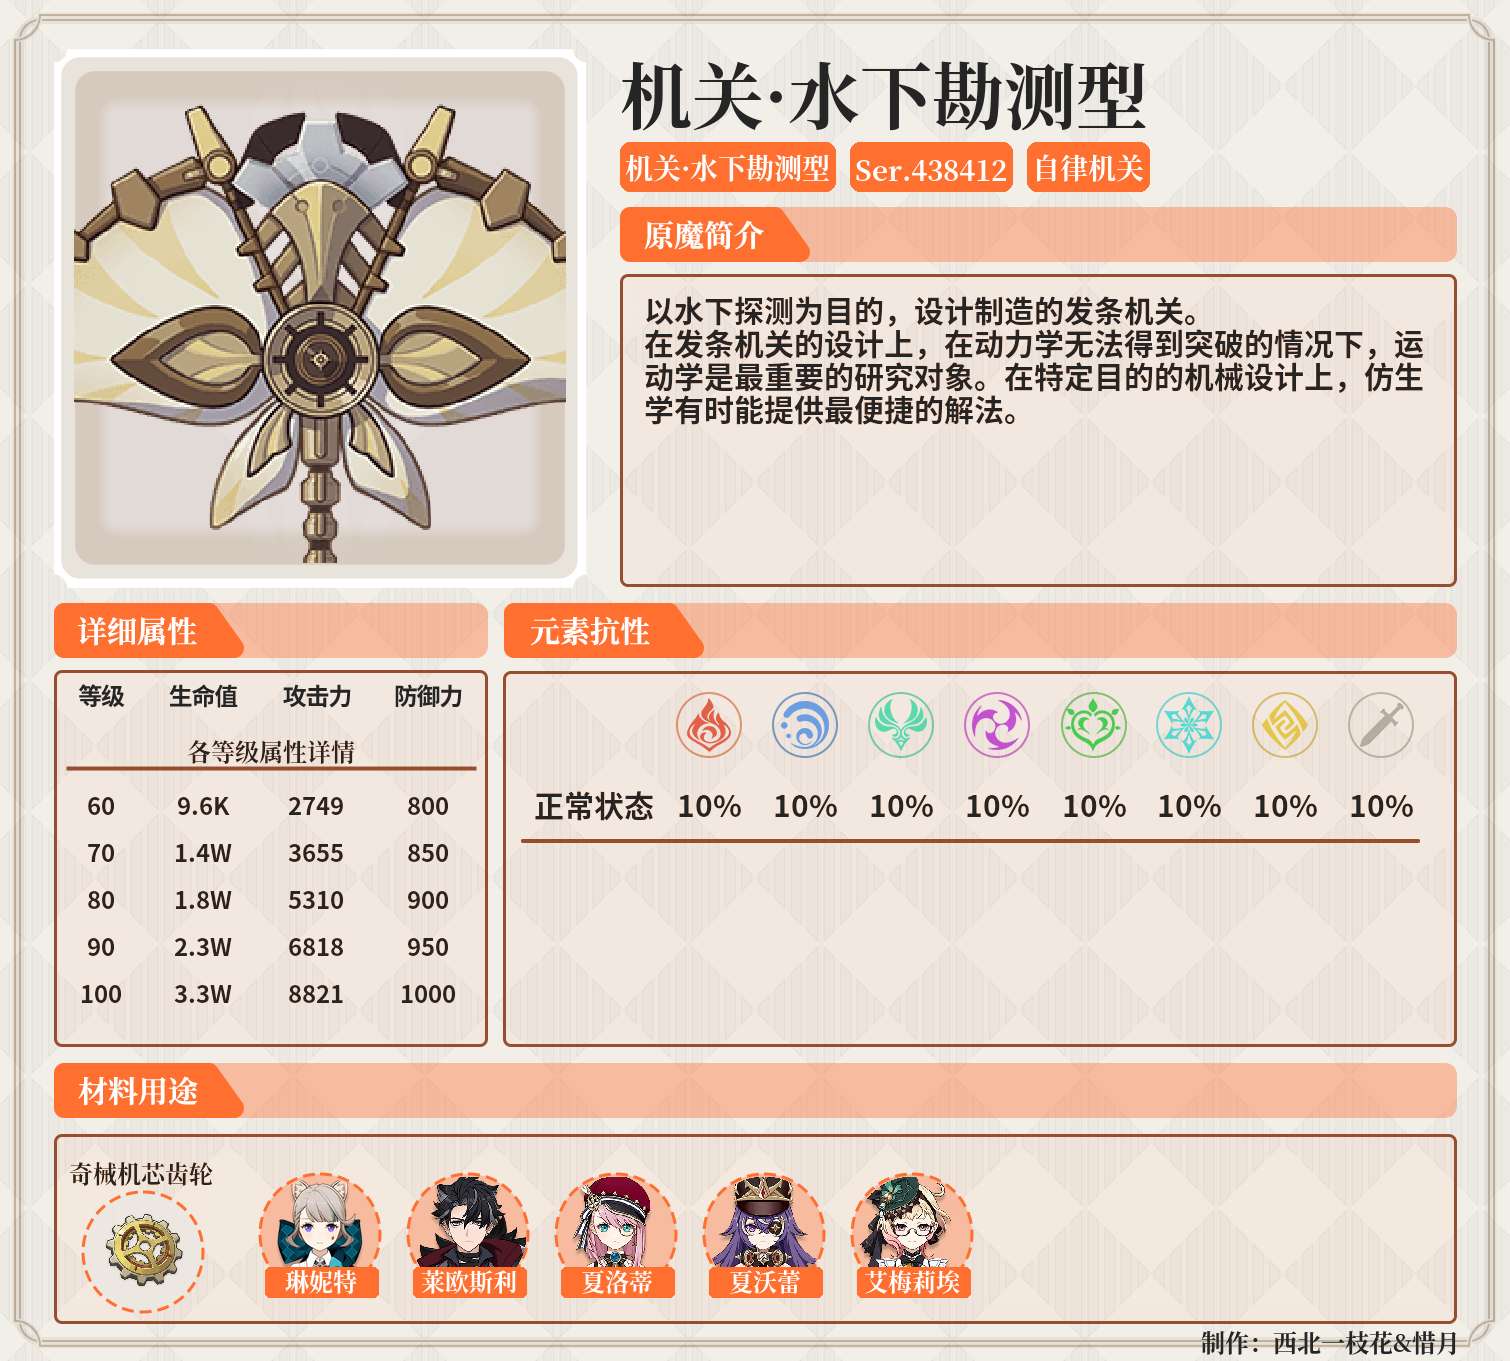 机关·水下勘测型
机关·水下勘测型 Ser.438412 自律机关
原魔简介
以水下探测为目的，设计制造的发条机关。
在发条机关的设计上，在动力学无法得到突破的情况下，运
动学是最重要的研究对象。在特定目的的机械设计上，仿生
学有时能提供最便捷的解法。
详细属性
等级 生命值 攻击力 防御力
各等级属性详情
60 9.6K 2749 800
70 1.4W 3655 850
80 1.8W 5310 900
90 2.3W 6818 950
100 3.3W 8821 1000
元素抗性
正常状态 10% 10% 10% 10% 10% 10% 10% 10%
材料用途
奇械机芯齿轮
琳妮特 莱欧斯利 夏洛蒂 夏沃蕾 艾梅莉埃
制作：西北一枝花&惜月